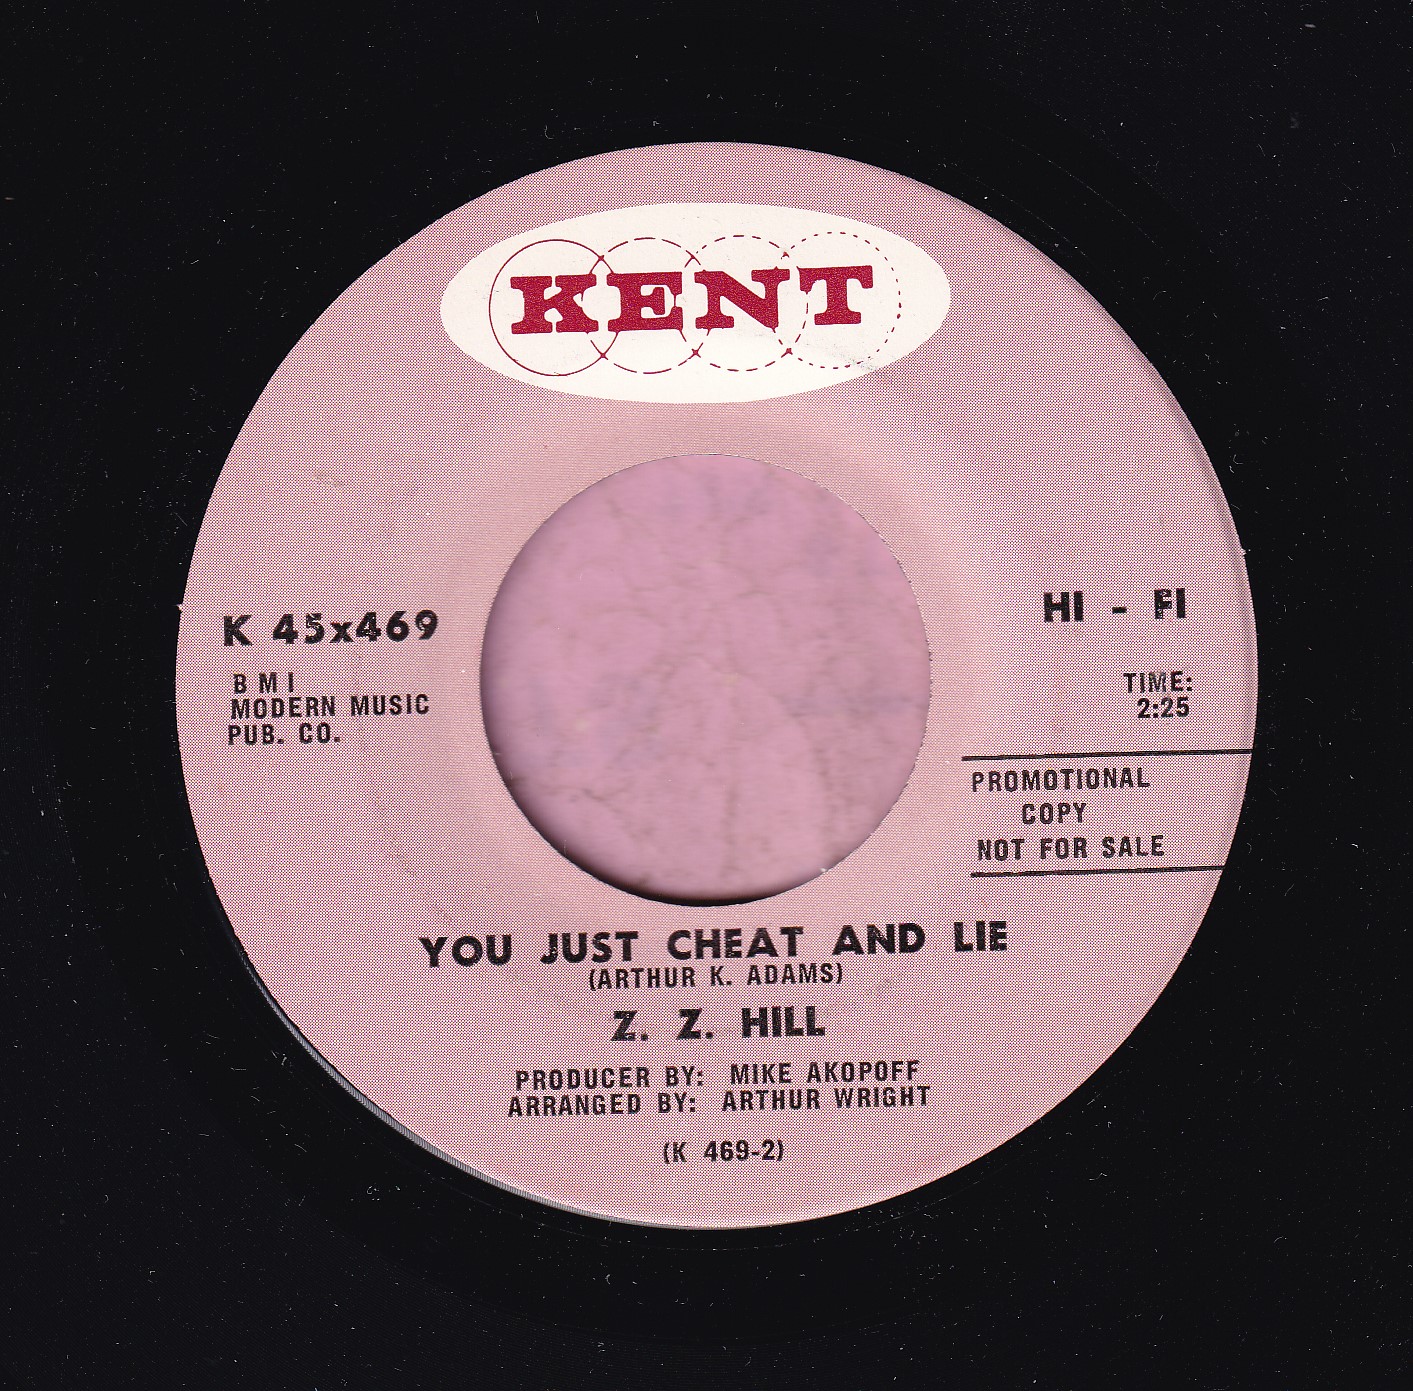 KENT
K 45x469
BMI
MODERN MUSIC
PUB. CO.
HI - FI
TIME:
2:25
PROMOTIONAL
COPY
NOT FOR SALE
YOU JUST CHEAT AND LIE
(ARTHUR K. ADAMS)
Z. Z. HILL
PRODUCER BY: MIKE AKOPOFF
ARRANGED BY: ARTHUR WRIGHT
(K 469-2)